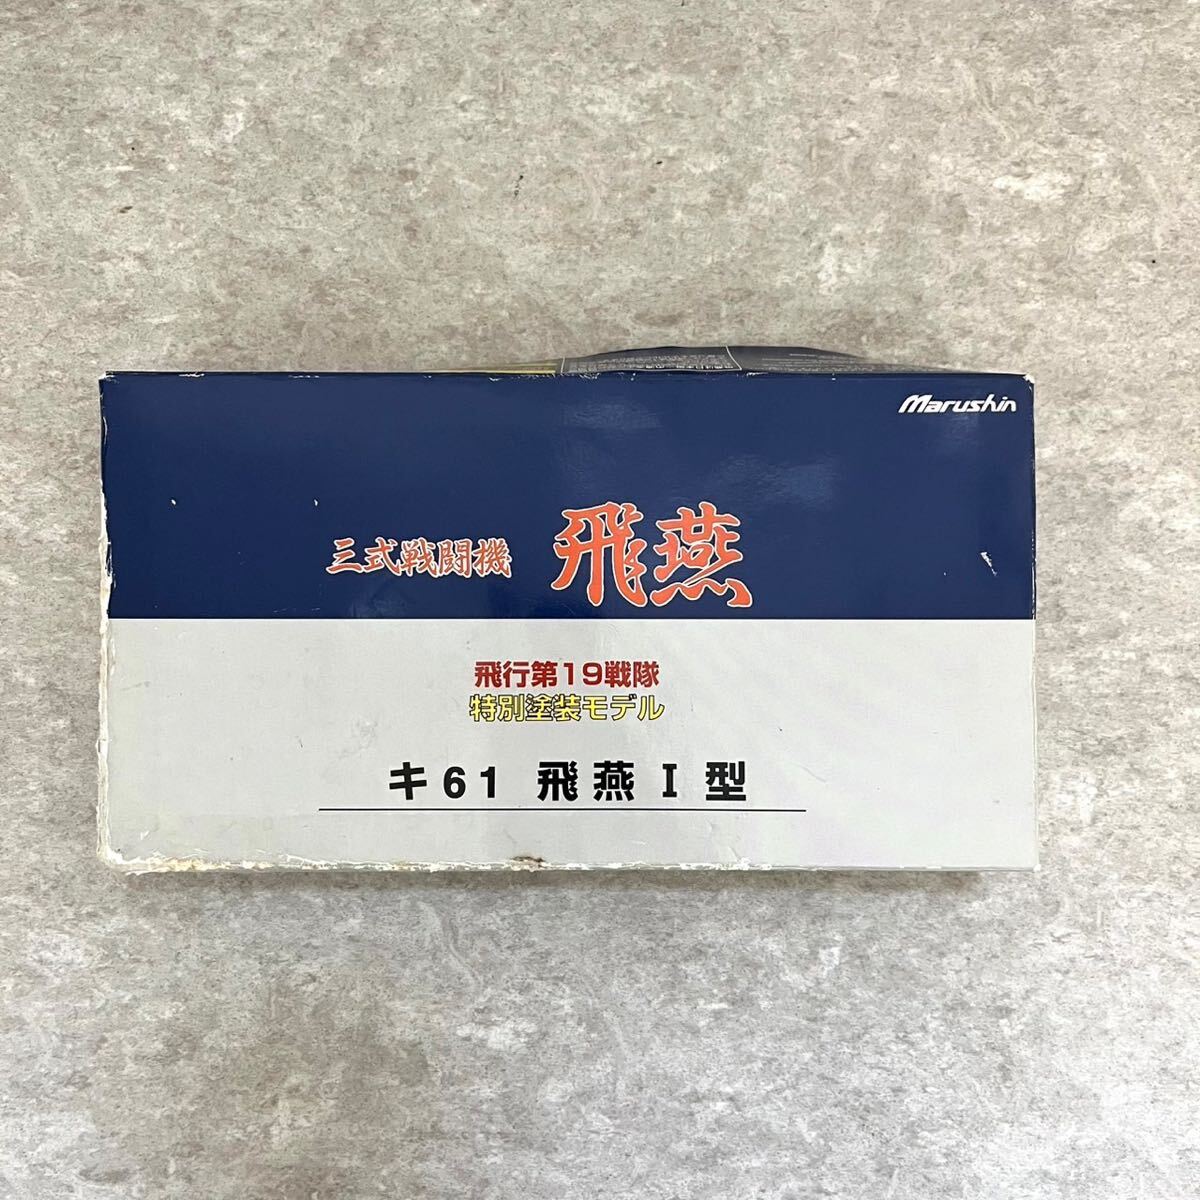 Marushin
三式戦闘機 飛燕
飛行第19戦隊
特別塗装モデル
キ61 飛燕I型